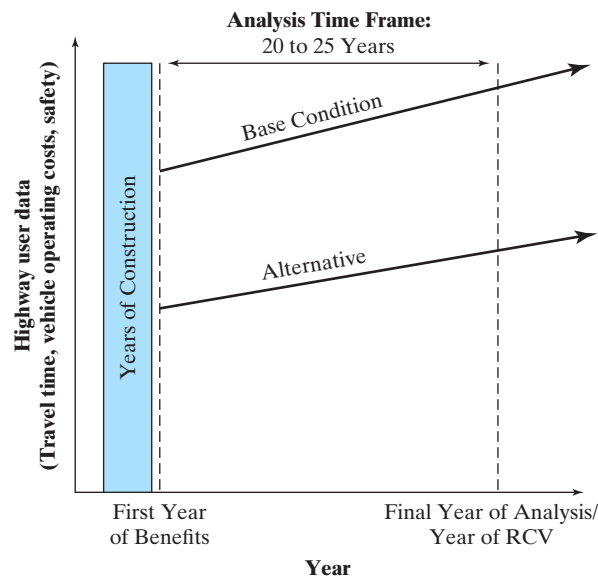 Analysis Time Frame:
20 to 25 Years
Base Condition
Alternative
Years of Construction
Highway user data
(Travel time, vehicle operating costs, safety)
First Year
of Benefits
Final Year of Analysis/
Year of RCV
Year